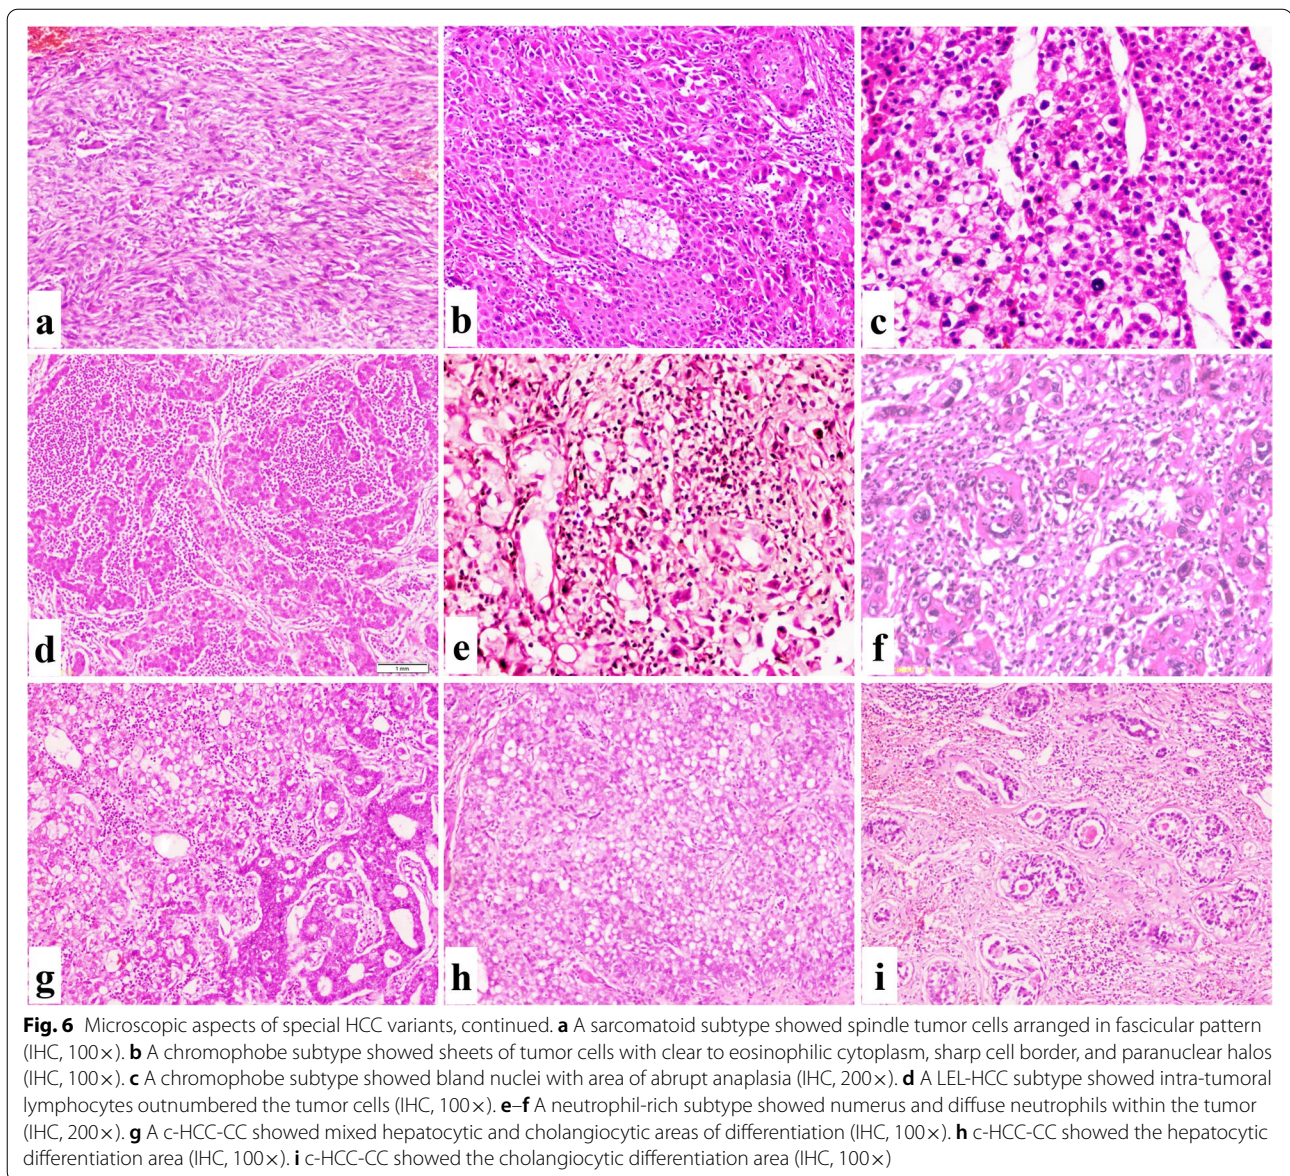 a
b
c
d
1 mm
e
f
g
h
i
Fig. 6 Microscopic aspects of special HCC variants, continued. a A sarcomatoid subtype showed spindle tumor cells arranged in fascicular pattern
(IHC, 100×). b A chromophobe subtype showed sheets of tumor cells with clear to eosinophilic cytoplasm, sharp cell border, and paranuclear halos
(IHC, 100×). c A chromophobe subtype showed bland nuclei with area of abrupt anaplasia (IHC, 200×). d A LEL-HCC subtype showed intra-tumoral
lymphocytes outnumbered the tumor cells (IHC, 100×). e–f A neutrophil-rich subtype showed numerus and diffuse neutrophils within the tumor
(IHC, 200×). g A c-HCC-CC showed mixed hepatocytic and cholangiocytic areas of differentiation (IHC, 100×). h c-HCC-CC showed the hepatocytic
differentiation area (IHC, 100×). i c-HCC-CC showed the cholangiocytic differentiation area (IHC, 100×)